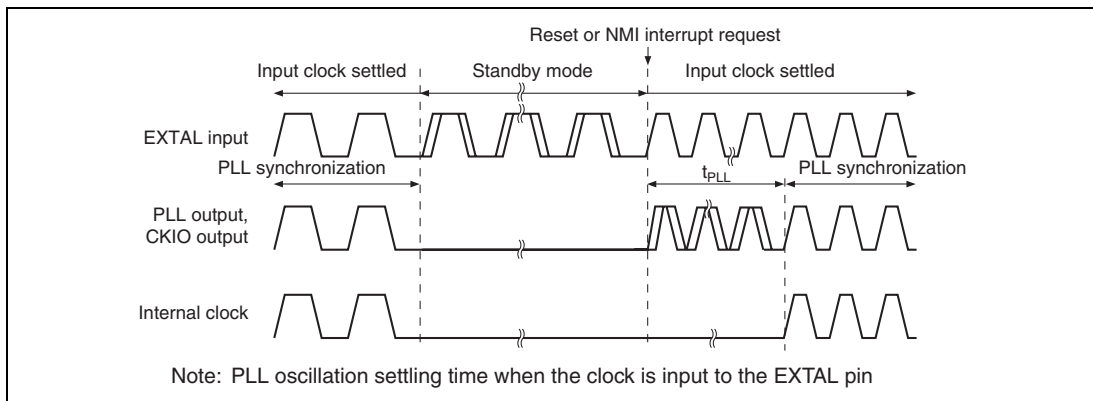 Reset or NMI interrupt request
Input clock settled
Standby mode
Input clock settled
EXTAL input
PLL synchronization
tPLL
PLL synchronization
PLL output,
CKIO output
Internal clock
Note: PLL oscillation settling time when the clock is input to the EXTAL pin